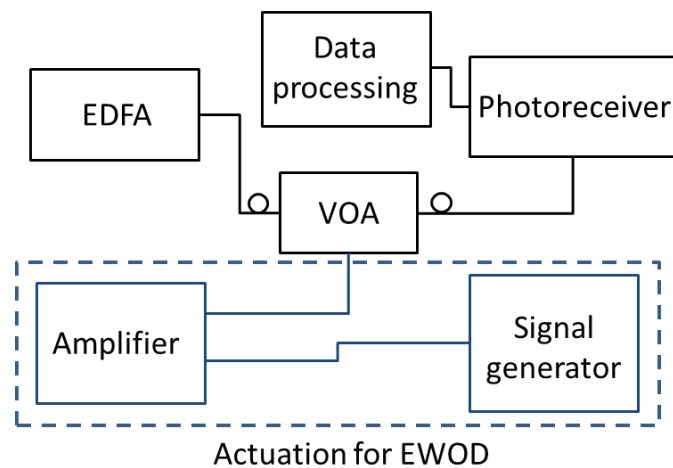 Data
processing
EDFA
Photoreceiver
VOA
Amplifier
Signal
generator
Actuation for EWOD